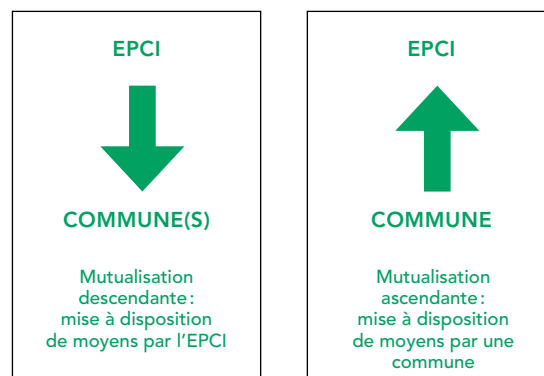 EPCI
COMMUNE(S)
Mutualisation
descendante :
mise à disposition
de moyens par l'EPCI
EPCI
COMMUNE
Mutualisation
ascendante :
mise à disposition
de moyens par une
commune